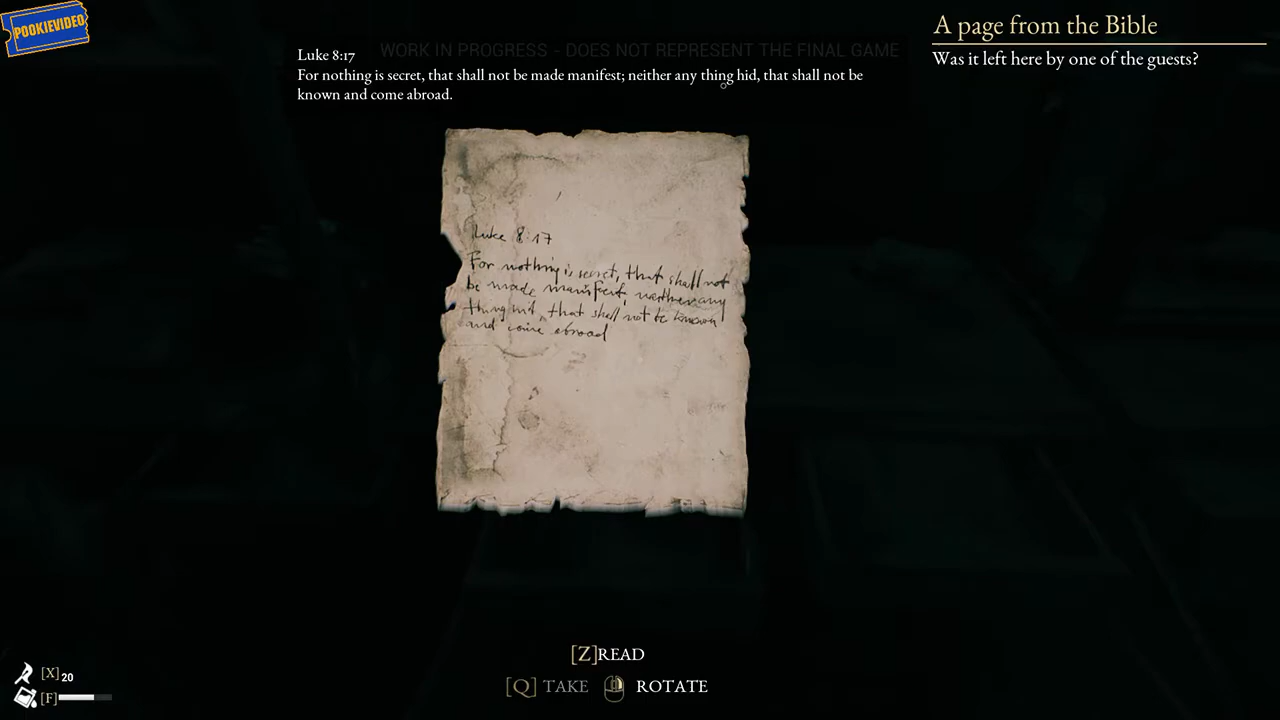 POOKIEVIDEO
WORK IN PROGRESS - DOES NOT REPRESENT THE FINAL GAME
A page from the Bible
Was it left here by one of the guests?
Luke 8:17
For nothing is secret, that shall not be made manifest; neither any thing hid, that shall not be
known and come abroad.
Luke 8:17
For nothing is secret, that shall not
be made manifest, neither any
thing hid, that shall not be known
and come abroad
[Z]READ
[Q] TAKE ROTATE
[X] 20
[F]